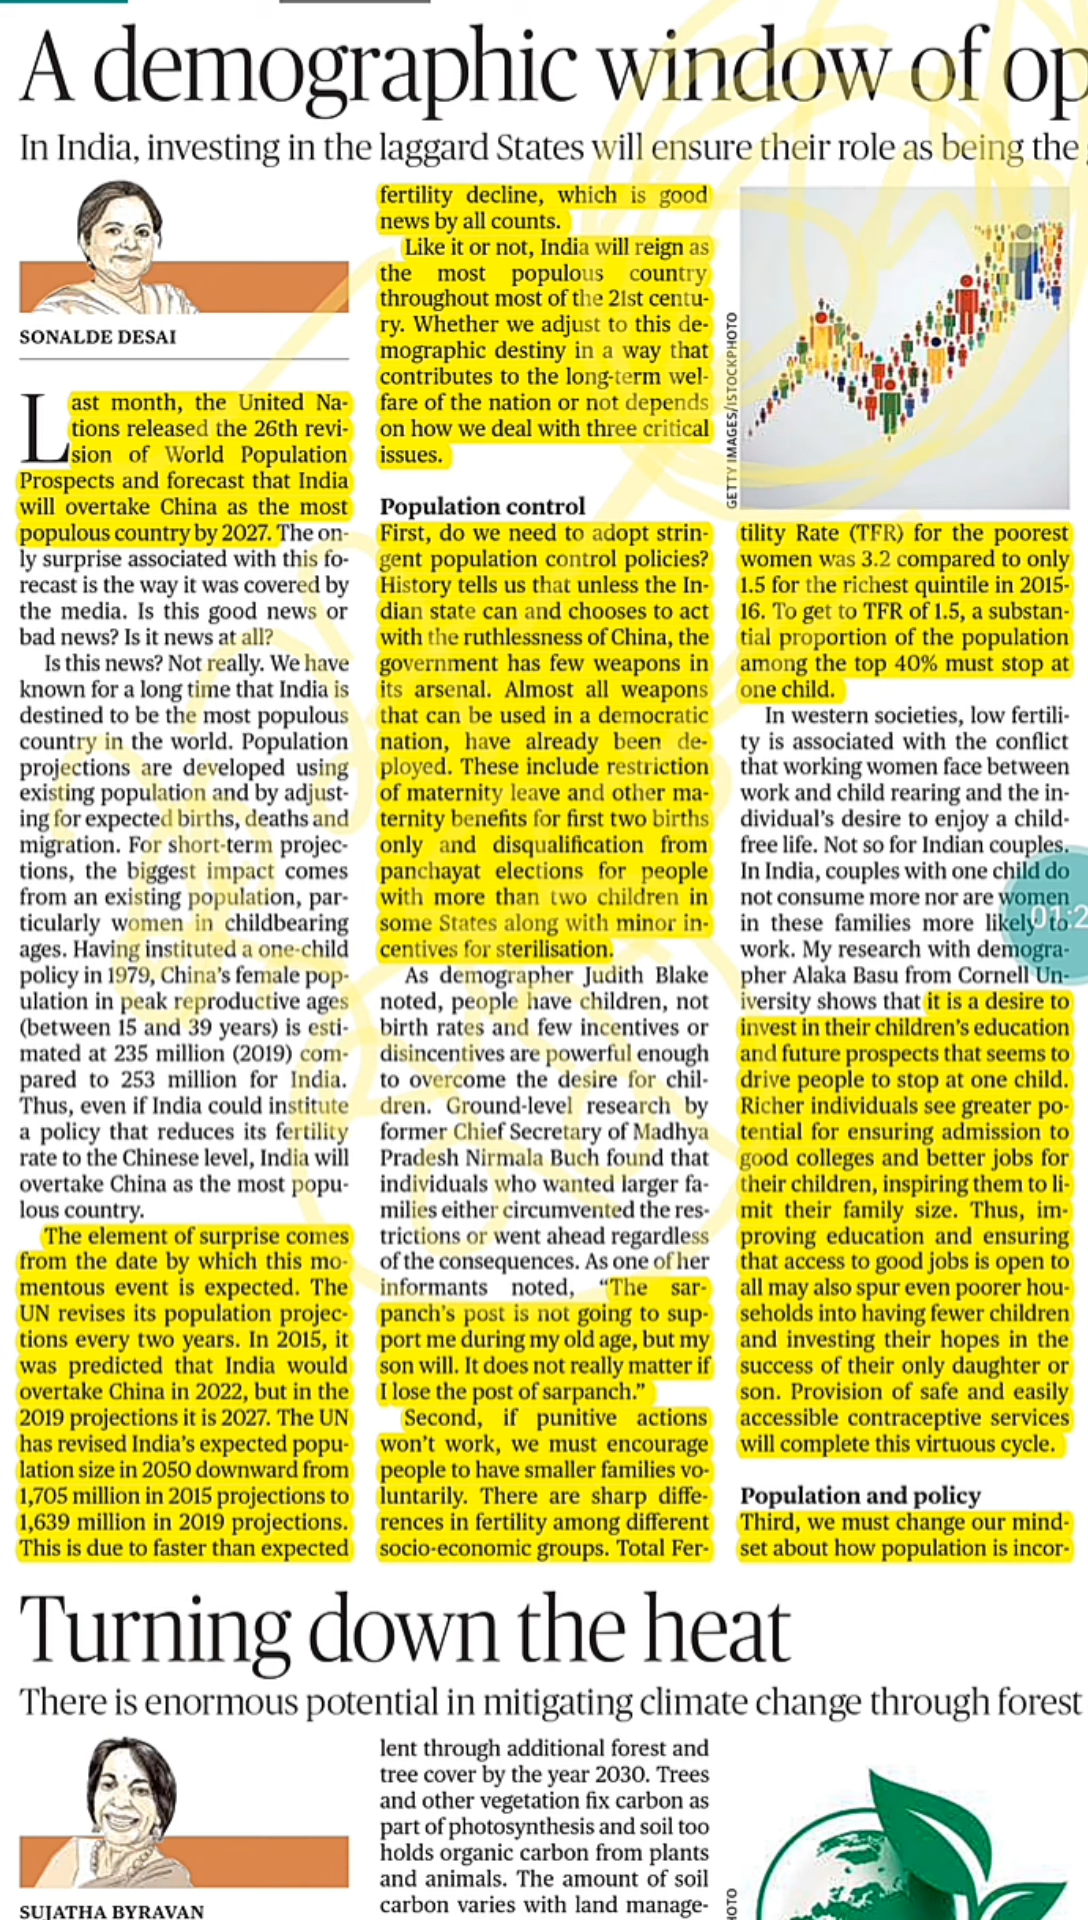 A demographic window of op
In India, investing in the laggard States will ensure their role as being the
SONALDE DESAI
Last month, the United Na-
tions released the 26th revi-
sion of World Population
Prospects and forecast that India
will overtake China as the most
populous country by 2027. The on-
ly surprise associated with this fo-
recast is the way it was covered by
the media. Is this good news or
bad news? Is it news at all?
Is this news? Not really. We have
known for a long time that India is
destined to be the most populous
country in the world. Population
projections are developed using
existing population and by adjust-
ing for expected births, deaths and
migration. For short-term projec-
tions, the biggest impact comes
from an existing population, par-
ticularly women in childbearing
ages. Having instituted a one-child
policy in 1979, China's female pop-
ulation in peak reproductive ages
(between 15 and 39 years) is esti-
mated at 235 million (2019) com-
pared to 253 million for India.
Thus, even if India could institute
a policy that reduces its fertility
rate to the Chinese level, India will
overtake China as the most popu-
lous country.
The element of surprise comes
from the date by which this mo-
mentous event is expected. The
UN revises its population projec-
tions every two years. In 2015, it
was predicted that India would
overtake China in 2022, but in the
2019 projections it is 2027. The UN
has revised India's expected popu-
lation size in 2050 downward from
1,705 million in 2015 projections to
1,639 million in 2019 projections.
This is due to faster than expected
fertility decline, which is good
news by all counts.
Like it or not, India will reign as
the most populous country
throughout most of the 21st centu-
ry. Whether we adjust to this de-
mographic destiny in a way that
contributes to the long-term wel-
fare of the nation or not depends
on how we deal with three critical
issues.
Population control
First, do we need to adopt strin-
gent population control policies?
History tells us that unless the In-
dian state can and chooses to act
with the ruthlessness of China, the
government has few weapons in
its arsenal. Almost all weapons
that can be used in a democratic
nation, have already been de-
ployed. These include restriction
of maternity leave and other ma-
ternity benefits for first two births
only and disqualification from
panchayat elections for people
with more than two children in
some States along with minor in-
centives for sterilisation.
As demographer Judith Blake
noted, people have children, not
birth rates and few incentives or
disincentives are powerful enough
to overcome the desire for chil-
dren. Ground-level research by
former Chief Secretary of Madhya
Pradesh Nirmala Buch found that
individuals who wanted larger fa-
milies either circumvented the res-
trictions or went ahead regardless
of the consequences. As one of her
informants noted, “The sar-
panch's post is not going to sup-
port me during my old age, but my
son will. It does not really matter if
I lose the post of sarpanch.”
Second, if punitive actions
won't work, we must encourage
people to have smaller families vo-
luntarily. There are sharp diffe-
rences in fertility among different
socio-economic groups. Total Fer-
GETTY IMAGES/ISTOCKPHOTO
tility Rate (TFR) for the poorest
women was 3.2 compared to only
1.5 for the richest quintile in 2015-
16. To get to TFR of 1.5, a substan-
tial proportion of the population
among the top 40% must stop at
one child.
In western societies, low fertili-
ty is associated with the conflict
that working women face between
work and child rearing and the in-
dividual's desire to enjoy a child-
free life. Not so for Indian couples.
In India, couples with one child do
not consume more nor are women
in these families more likely to
work. My research with demogra-
pher Alaka Basu from Cornell Un-
iversity shows that it is a desire to
invest in their children's education
and future prospects that seems to
drive people to stop at one child.
Richer individuals see greater po-
tential for ensuring admission to
good colleges and better jobs for
their children, inspiring them to li-
mit their family size. Thus, im-
proving education and ensuring
that access to good jobs is open to
all may also spur even poorer hou-
seholds into having fewer children
and investing their hopes in the
success of their only daughter or
son. Provision of safe and easily
accessible contraceptive services
will complete this virtuous cycle.
Population and policy
Third, we must change our mind-
set about how population is incor-
01:2
Turning down the heat
There is enormous potential in mitigating climate change through forest
SUJATHA BYRAVAN
lent through additional forest and
tree cover by the year 2030. Trees
and other vegetation fix carbon as
part of photosynthesis and soil too
holds organic carbon from plants
and animals. The amount of soil
carbon varies with land manage-
HOTO